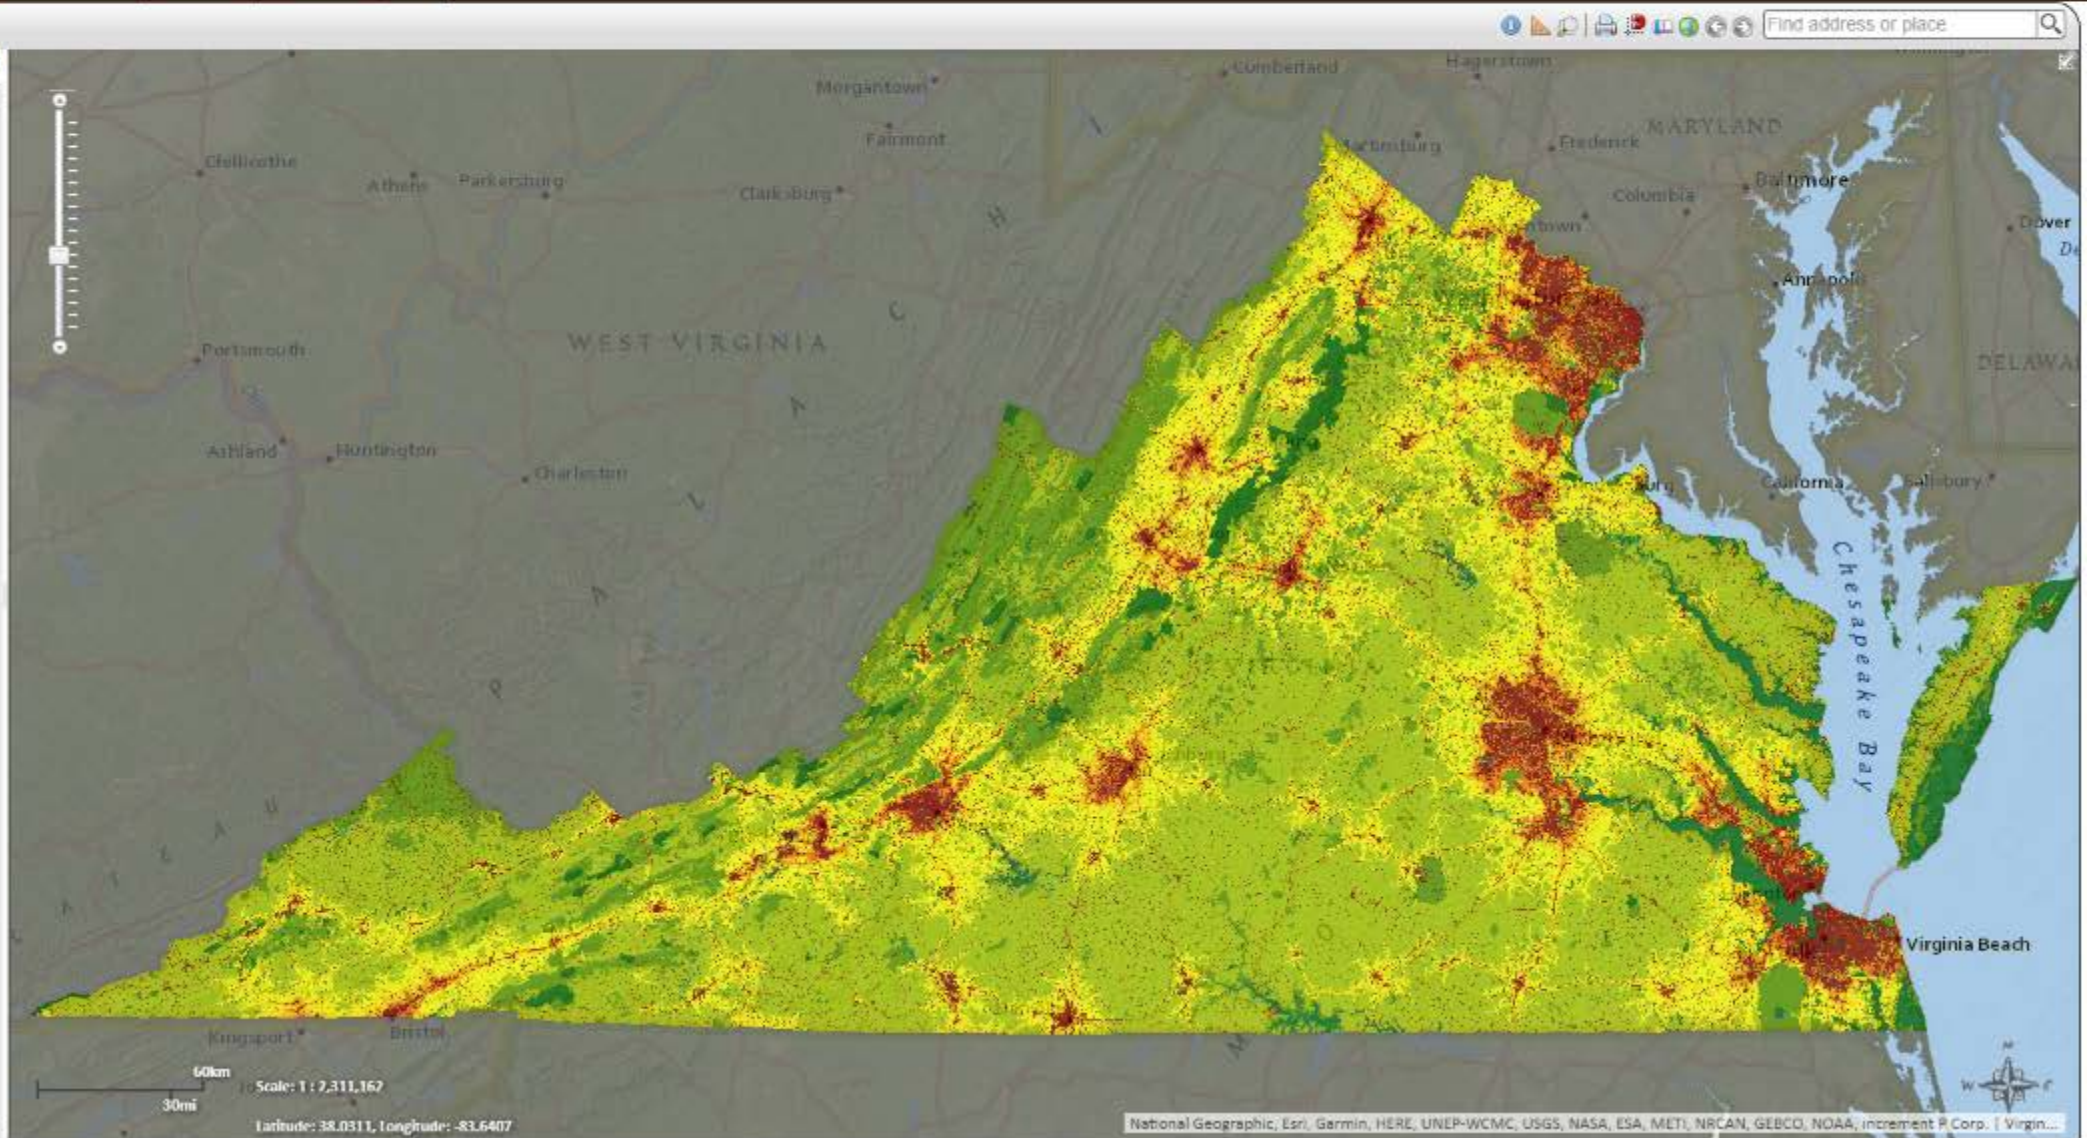 Find address or place
Cumberland
Hagerstown
Morgantown
Martinsburg
Frederick
MARYLAND
Fairmont
Chillicothe
Athens
Parkersburg
Clarksburg
Columbia
Baltimore
Dover
Annapolis
WEST VIRGINIA
Portsmouth
DELAWA
Ashland
Huntington
Charleston
California
Salisbury
Chesapeake Bay
Virginia Beach
Kingsport
Bristol
60km
30mi
Scale: 1 : 2,311,162
Latitude: 38.0311, Longitude: -83.6407
N
W
E
National Geographic, Esri, Garmin, HERE, UNEP-WCMC, USGS, NASA, ESA, METI, NRCAN, GEBCO, NOAA, increment P Corp. | Virgin...